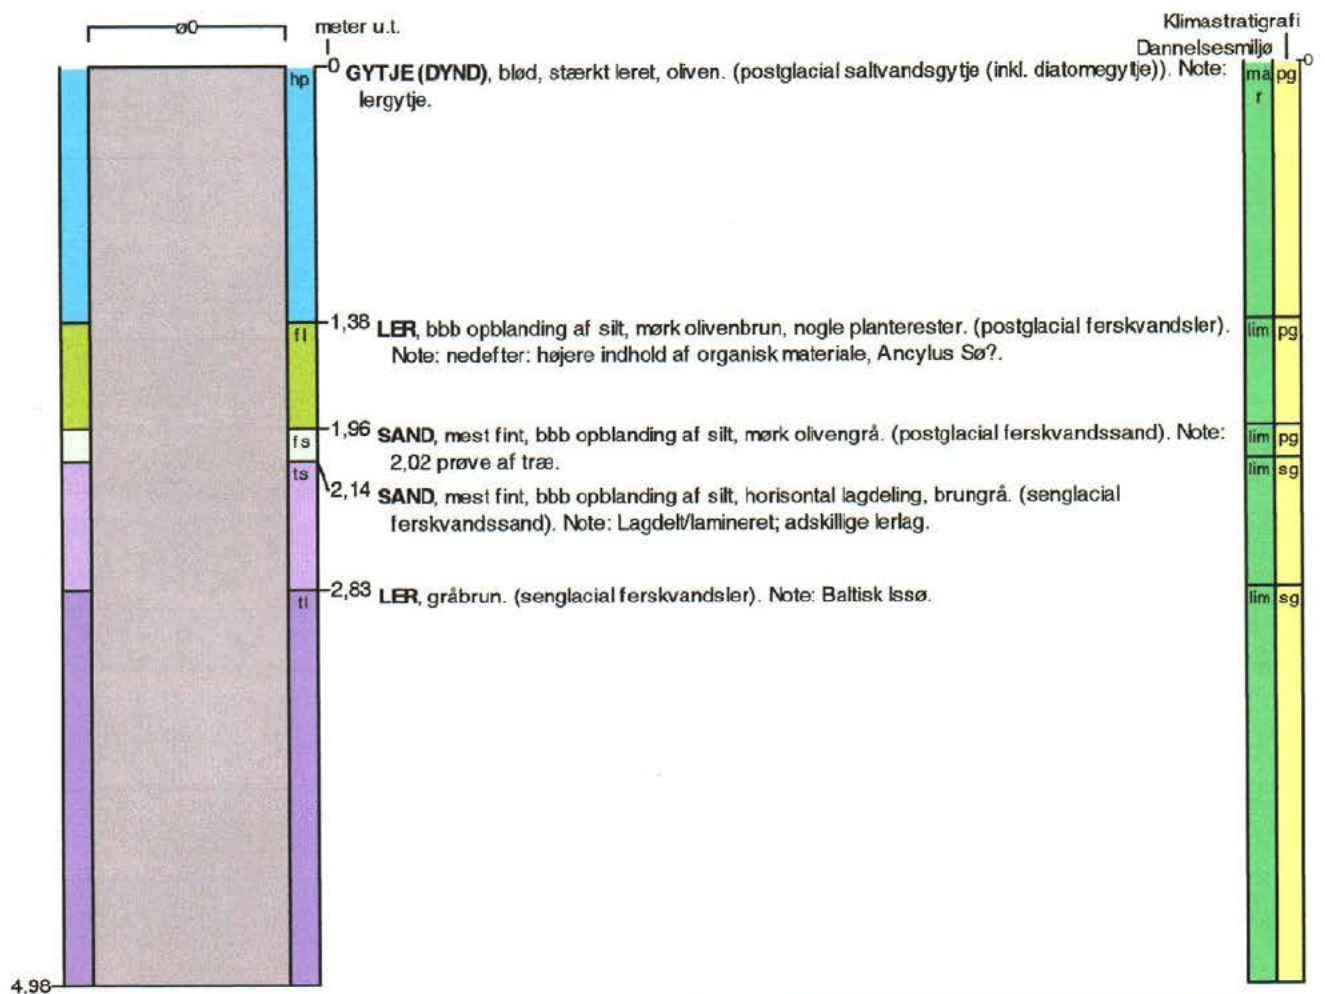 ø0
meter u.t.
Klimastratigrafi
Dannelsesmiljø
0 GYTJE (DYND), blød, stærkt leret, oliven. (postglacial saltvandsgytje (inkl. diatomegytje)). Note:
lergytje.
hp
mar pg
0
1,38 LER, bbb opblanding af silt, mørk olivenbrun, nogle planterester. (postglacial ferskvandsler).
Note: nedefter: højere indhold af organisk materiale, Ancylus Sø?.
fl
lim pg
1,96 SAND, mest fint, bbb opblanding af silt, mørk olivengrå. (postglacial ferskvandssand). Note:
2,02 prøve af træ.
fs
lim pg
ts
lim sg
2,14 SAND, mest fint, bbb opblanding af silt, horisontal lagdeling, brungrå. (senglacial
ferskvandssand). Note: Lagdelt/lamineret; adskillige lerlag.
2,83 LER, gråbrun. (senglacial ferskvandsler). Note: Baltisk Issø.
tl
lim sg
4,98